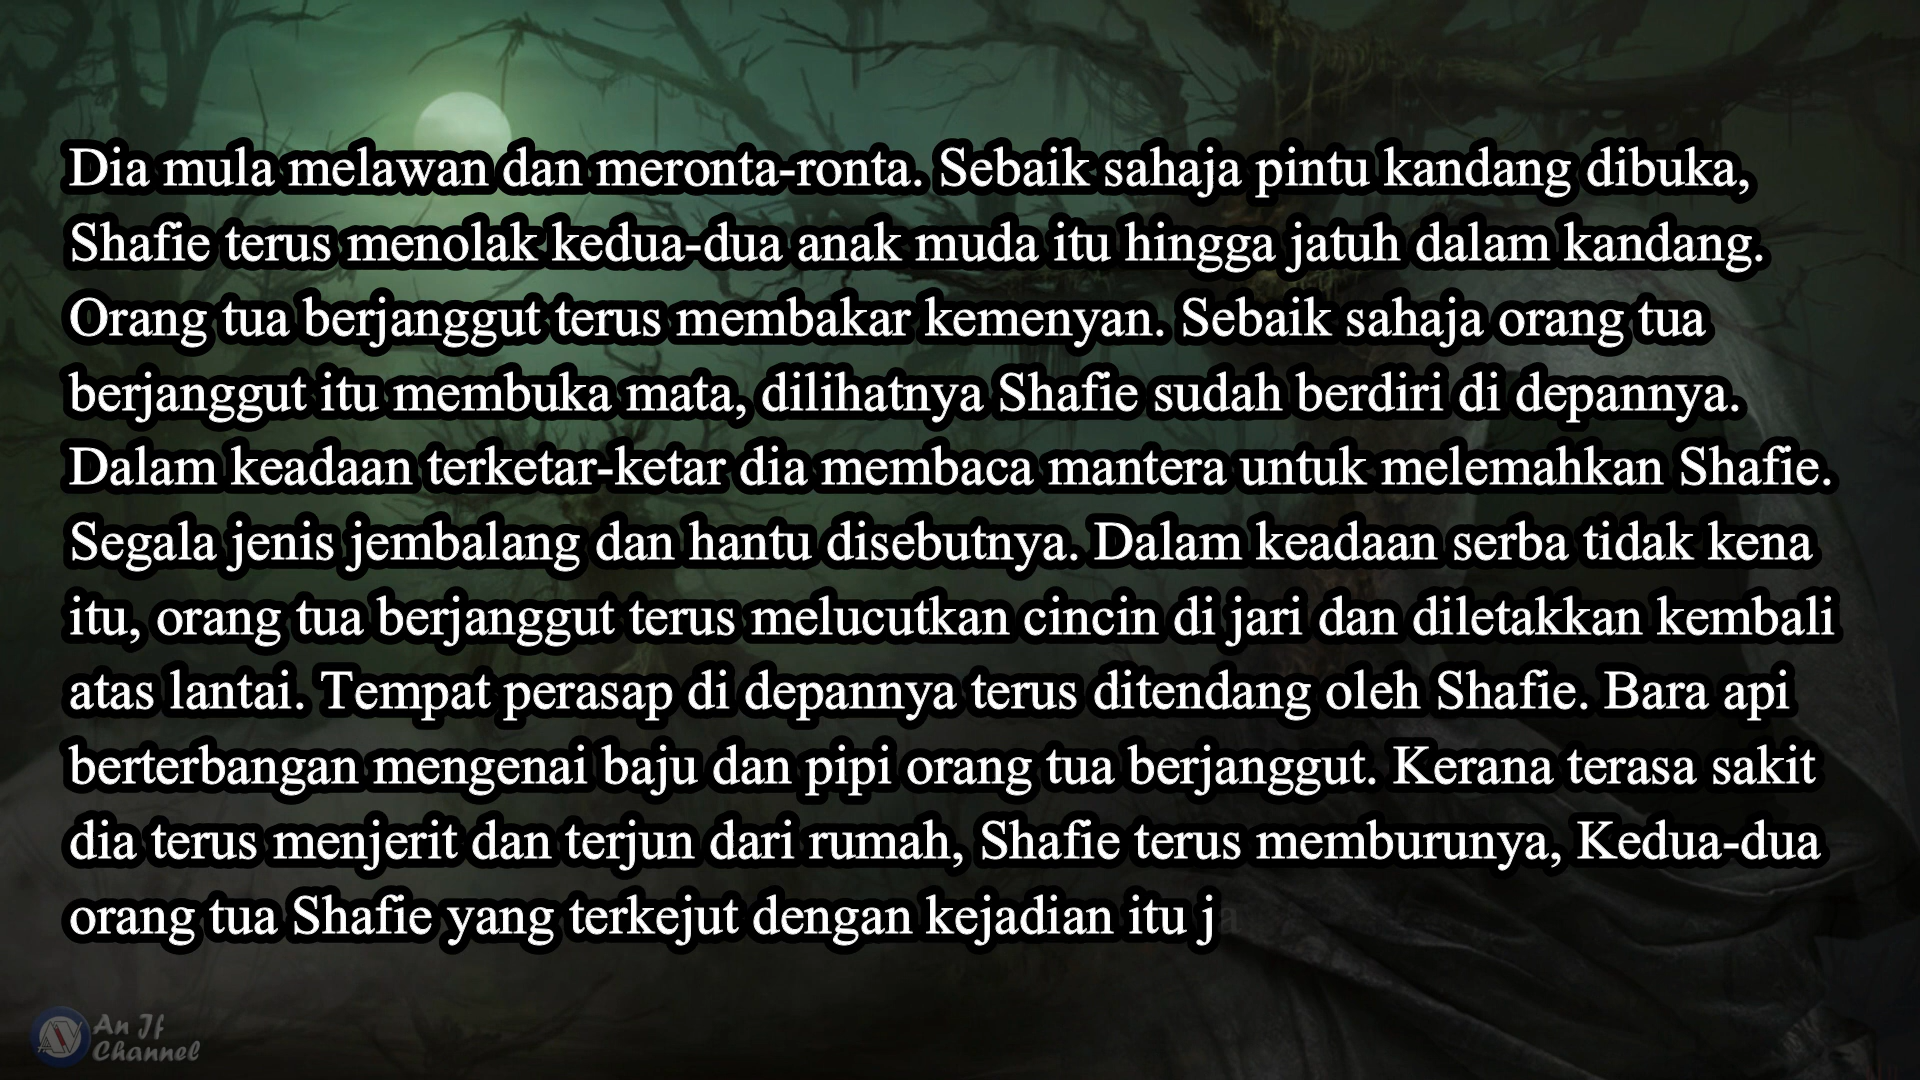 Dia mula melawan dan meronta-ronta. Sebaik sahaja pintu kandang dibuka,
Shafie terus menolak kedua-dua anak muda itu hingga jatuh dalam kandang.
Orang tua berjanggut terus membakar kemenyan. Sebaik sahaja orang tua
berjanggut itu membuka mata, dilihatnya Shafie sudah berdiri di depannya.
Dalam keadaan terketar-ketar dia membaca mantera untuk melemahkan Shafie.
Segala jenis jembalang dan hantu disebutnya. Dalam keadaan serba tidak kena
itu, orang tua berjanggut terus melucutkan cincin di jari dan diletakkan kembali
atas lantai. Tempat perasap di depannya terus ditendang oleh Shafie. Bara api
berterbangan mengenai baju dan pipi orang tua berjanggut. Kerana terasa sakit
dia terus menjerit dan terjun dari rumah, Shafie terus memburunya, Kedua-dua
orang tua Shafie yang terkejut dengan kejadian itu ja
An Jf
Channel